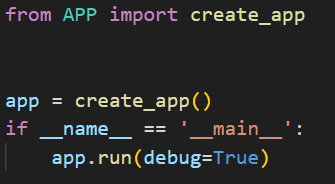 from APP import create_app
app = create_app()
if __name__ == '__main__':
    app.run(debug=True)